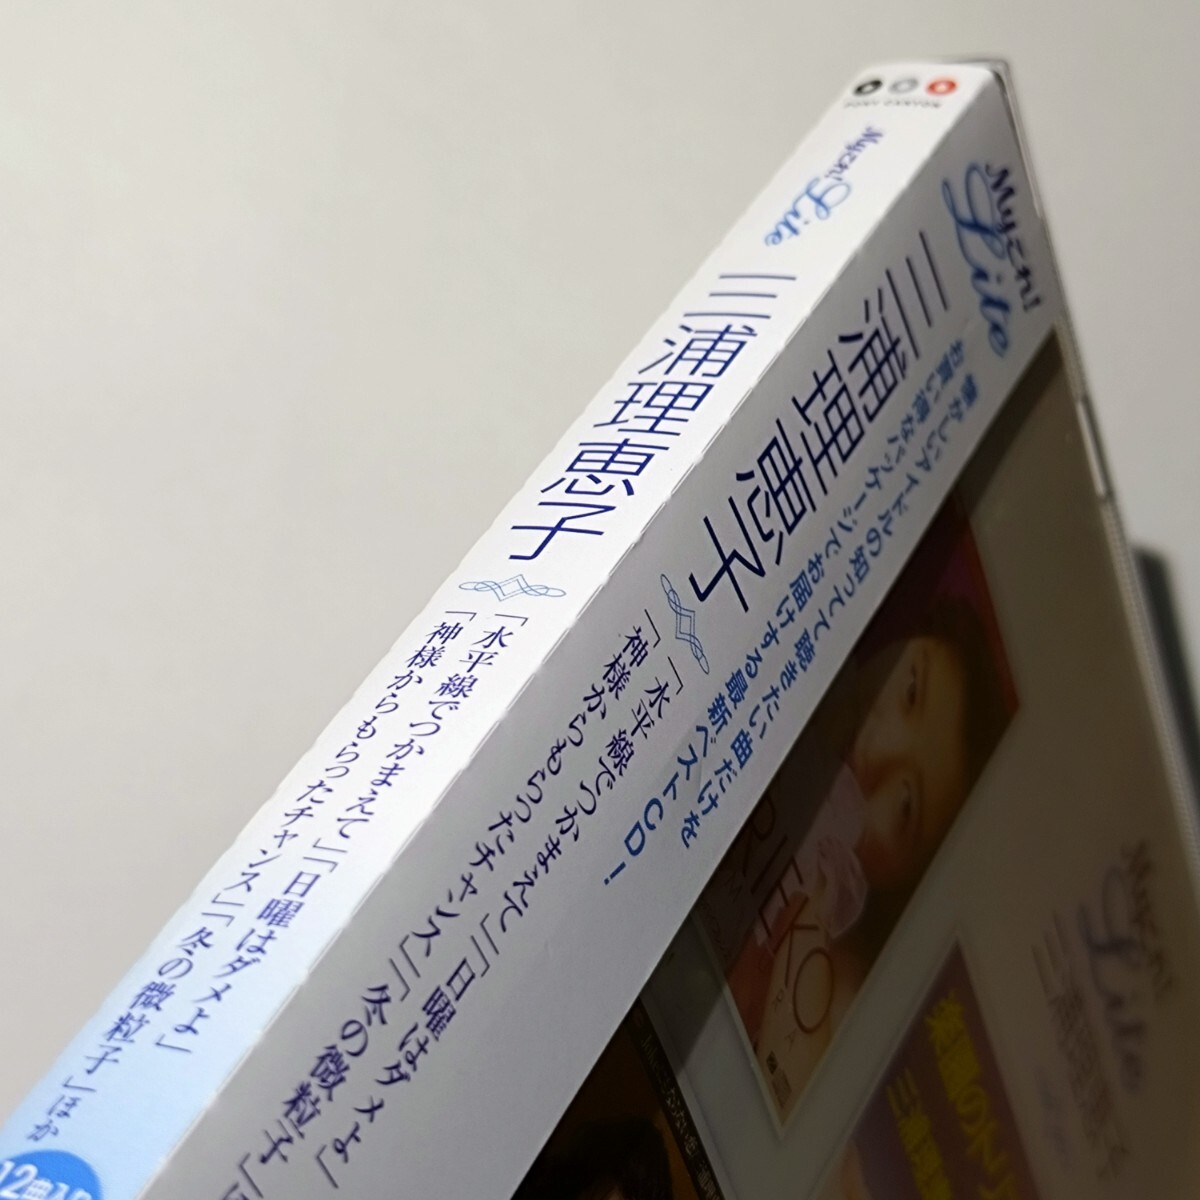 Myこれ!
Lite
三浦理恵子
「水平線でつかまえて」「日曜はダメよ」
「神様からもらったチャンス」「冬の微粒子」ほか
Myこれ!
Lite
三浦理恵子
懐かしいアイドルの知ってて聴きたい曲だけを
お買い得なパッケージでお届けする最新ベストCD!
「水平線でつかまえて」「日曜はダメよ」
「神様からもらったチャンス」「冬の微粒子」
RIEKO
Myこれ!
Lite